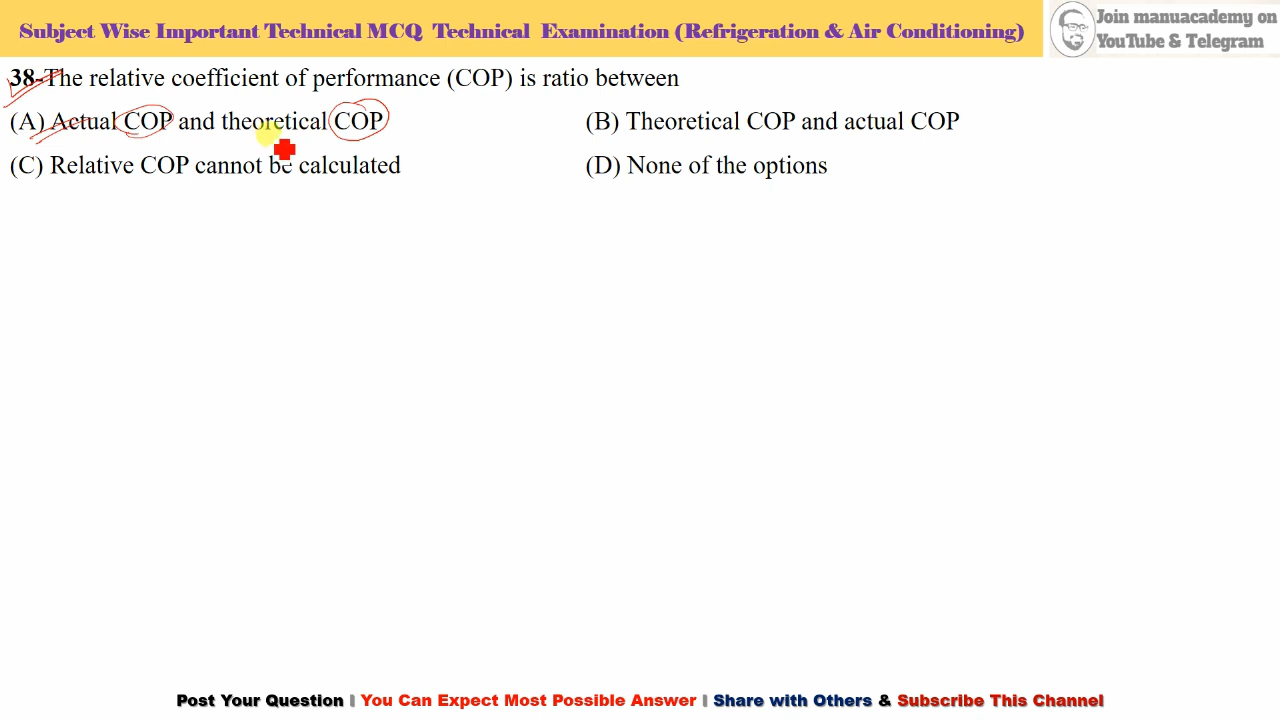 Subject Wise Important Technical MCQ Technical Examination (Refrigeration & Air Conditioning)
Join manuacademy on
YouTube & Telegram
38-The relative coefficient of performance (COP) is ratio between
(A) Actual COP and theoretical COP (B) Theoretical COP and actual COP
(C) Relative COP cannot be calculated (D) None of the options
Post Your Question | You Can Expect Most Possible Answer | Share with Others & Subscribe This Channel